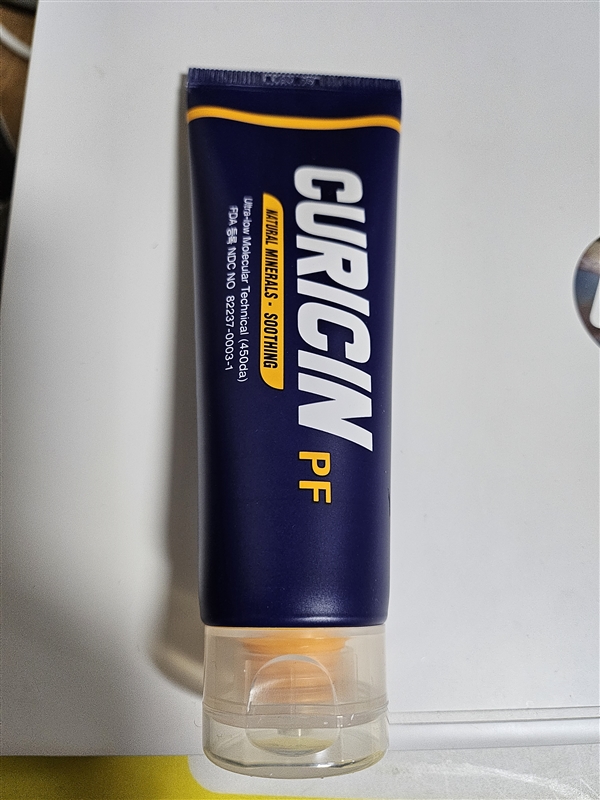 CURICIN PF
NATURAL MINERALS · SOOTHING
Ultra-low Molecular Technical (450da)
FDA 등록 NDC NO 82237-0003-1